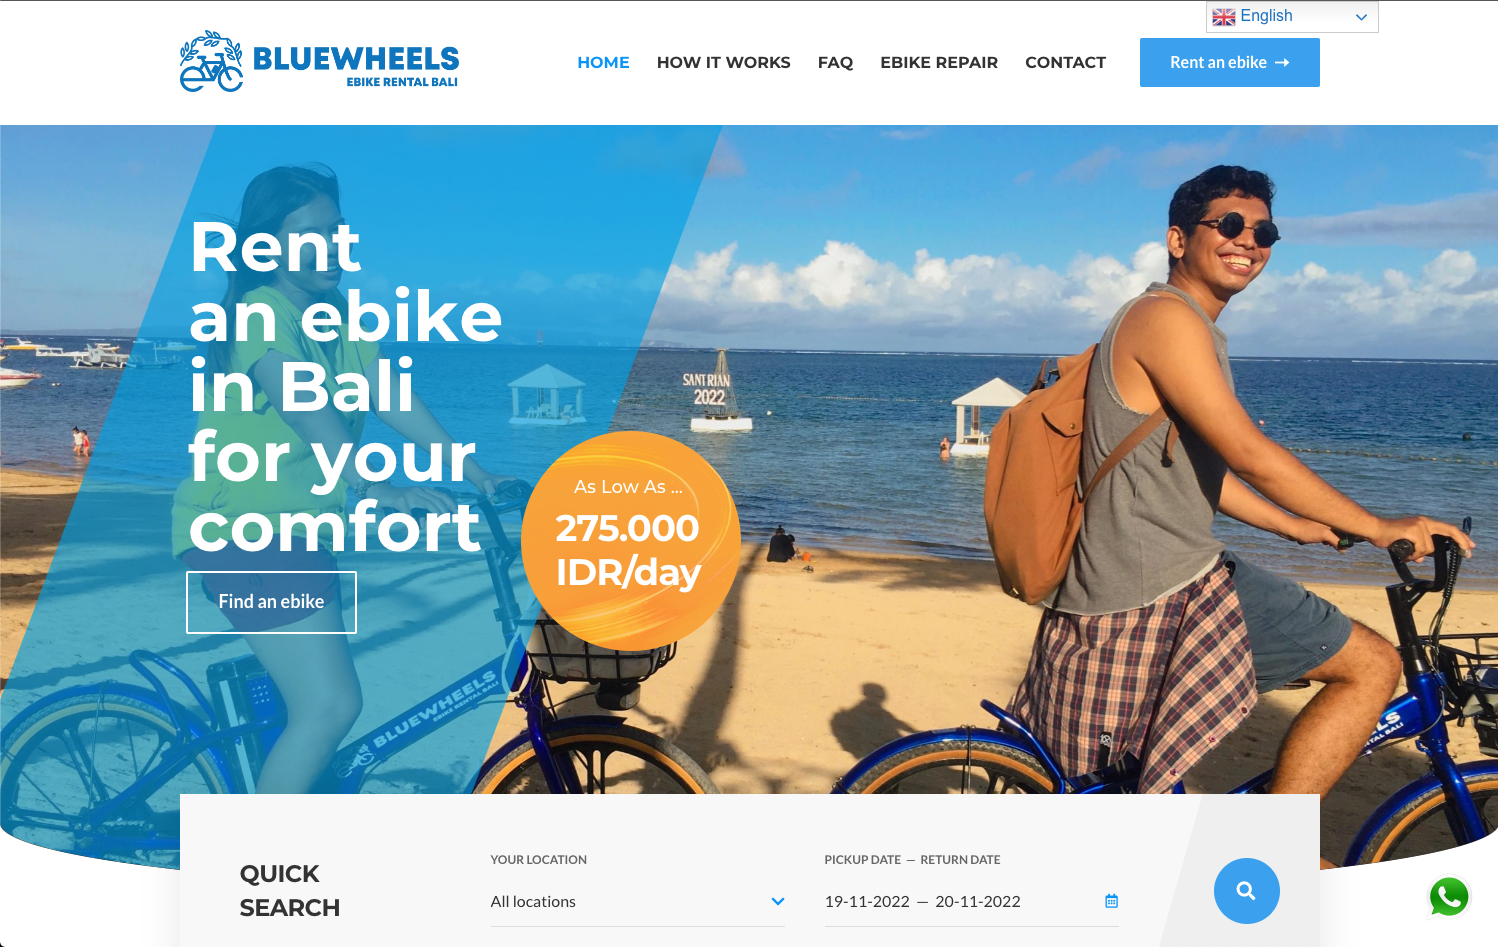 English
BLUEWHEELS
EBIKE RENTAL BALI
HOME
HOW IT WORKS
FAQ
EBIKE REPAIR
CONTACT
Rent an ebike
Rent
an ebike
in Bali
for your
comfort
Find an ebike
SANTRIAN
2022
As Low As ...
275.000
IDR/day
BLUEWHEELS
EBIKE RENTAL BALI
QUICK
SEARCH
YOUR LOCATION
All locations
PICKUP DATE — RETURN DATE
19-11-2022 — 20-11-2022